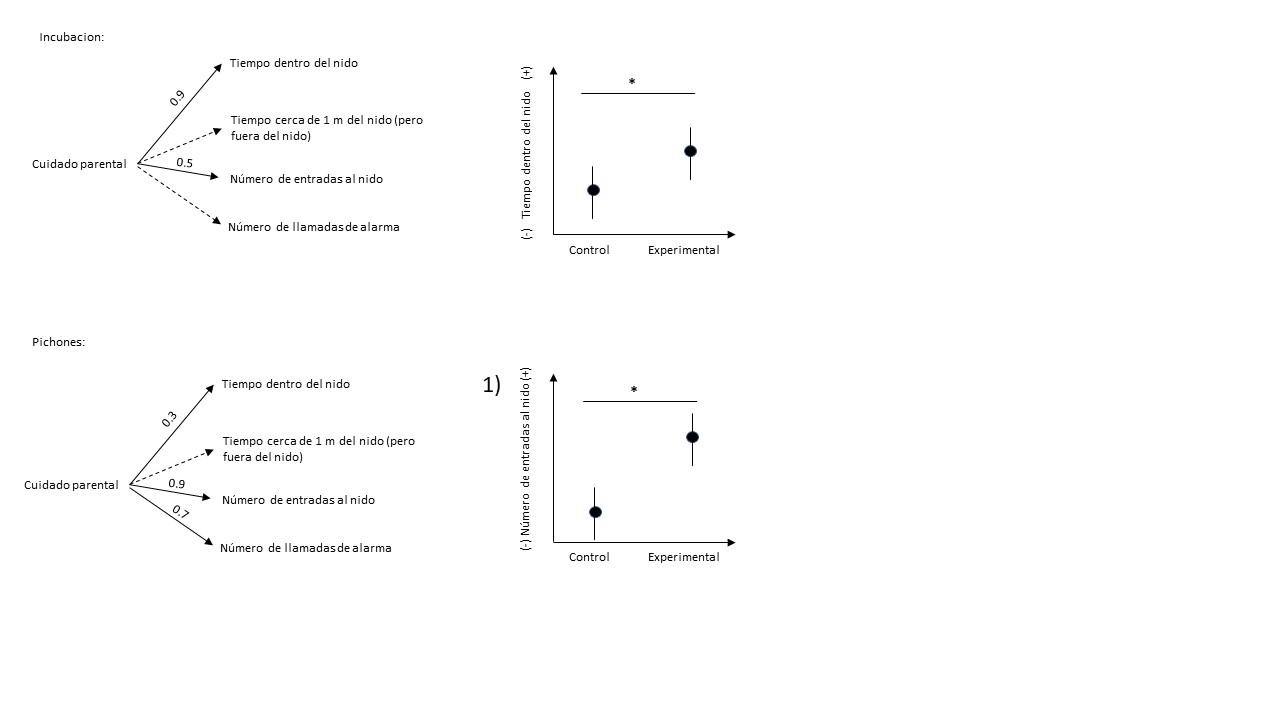 Incubacion:
Tiempo dentro del nido
0.9
Tiempo cerca de 1 m del nido (pero
fuera del nido)
Cuidado parental
0.5
Número de entradas al nido
Número de llamadas de alarma
(-) Tiempo dentro del nido (+)
*
Control Experimental
Pichones:
Tiempo dentro del nido
0.3
Tiempo cerca de 1 m del nido (pero
fuera del nido)
Cuidado parental
0.9
Número de entradas al nido
0.7
Número de llamadas de alarma
1)
(-) Número de entradas al nido (+)
*
Control Experimental